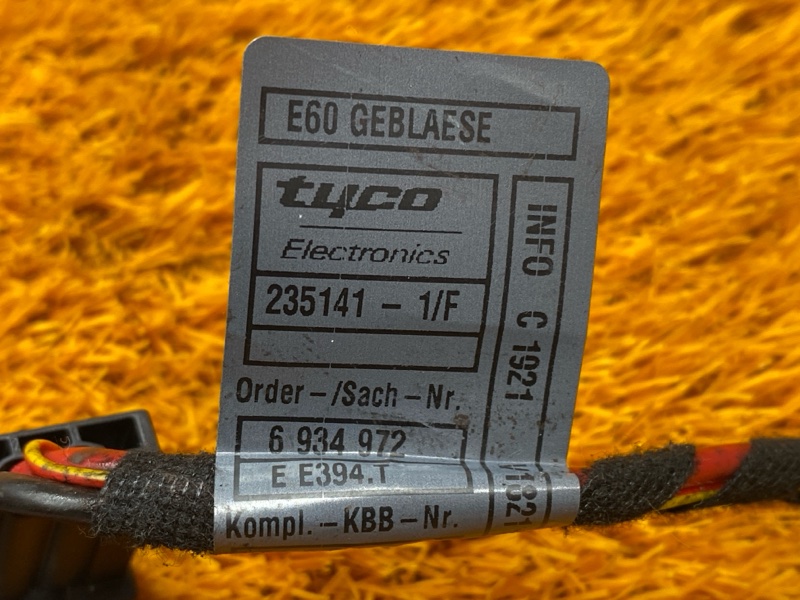 E60 GEBLAESE
tyco
Electronics
235141 - 1/F
Order-/Sach-Nr.
6 934 972
E E394.T
Kompl.-KBB-Nr.
INFO C 1921